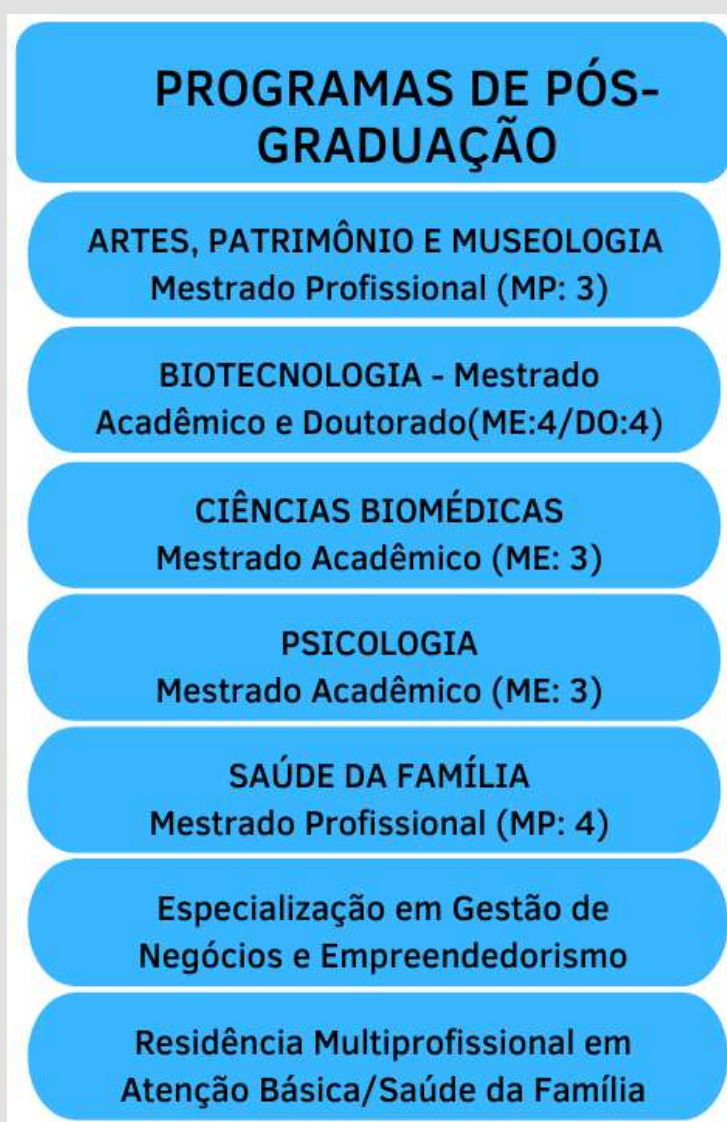 PROGRAMAS DE PÓS-
GRADUAÇÃO
ARTES, PATRIMÔNIO E MUSEOLOGIA
Mestrado Profissional (MP: 3)
BIOTECNOLOGIA - Mestrado
Acadêmico e Doutorado(ME:4/DO:4)
CIÊNCIAS BIOMÉDICAS
Mestrado Acadêmico (ME: 3)
PSICOLOGIA
Mestrado Acadêmico (ME: 3)
SAÚDE DA FAMÍLIA
Mestrado Profissional (MP: 4)
Especialização em Gestão de
Negócios e Empreendedorismo
Residência Multiprofissional em
Atenção Básica/Saúde da Família